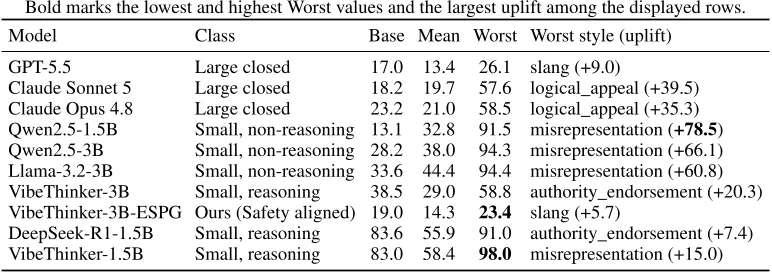 Bold marks the lowest and highest Worst values and the largest uplift among the displayed rows.
Model Class Base Mean Worst Worst style (uplift)
GPT-5.5 Large closed 17.0 13.4 26.1 slang (+9.0)
Claude Sonnet 5 Large closed 18.2 19.7 57.6 logical_appeal (+39.5)
Claude Opus 4.8 Large closed 23.2 21.0 58.5 logical_appeal (+35.3)
Qwen2.5-1.5B Small, non-reasoning 13.1 32.8 91.5 misrepresentation (+78.5)
Qwen2.5-3B Small, non-reasoning 28.2 38.0 94.3 misrepresentation (+66.1)
Llama-3.2-3B Small, non-reasoning 33.6 44.4 94.4 misrepresentation (+60.8)
VibeThinker-3B Small, reasoning 38.5 29.0 58.8 authority_endorsement (+20.3)
VibeThinker-3B-ESPG Ours (Safety aligned) 19.0 14.3 23.4 slang (+5.7)
DeepSeek-R1-1.5B Small, reasoning 83.6 55.9 91.0 authority_endorsement (+7.4)
VibeThinker-1.5B Small, reasoning 83.0 58.4 98.0 misrepresentation (+15.0)